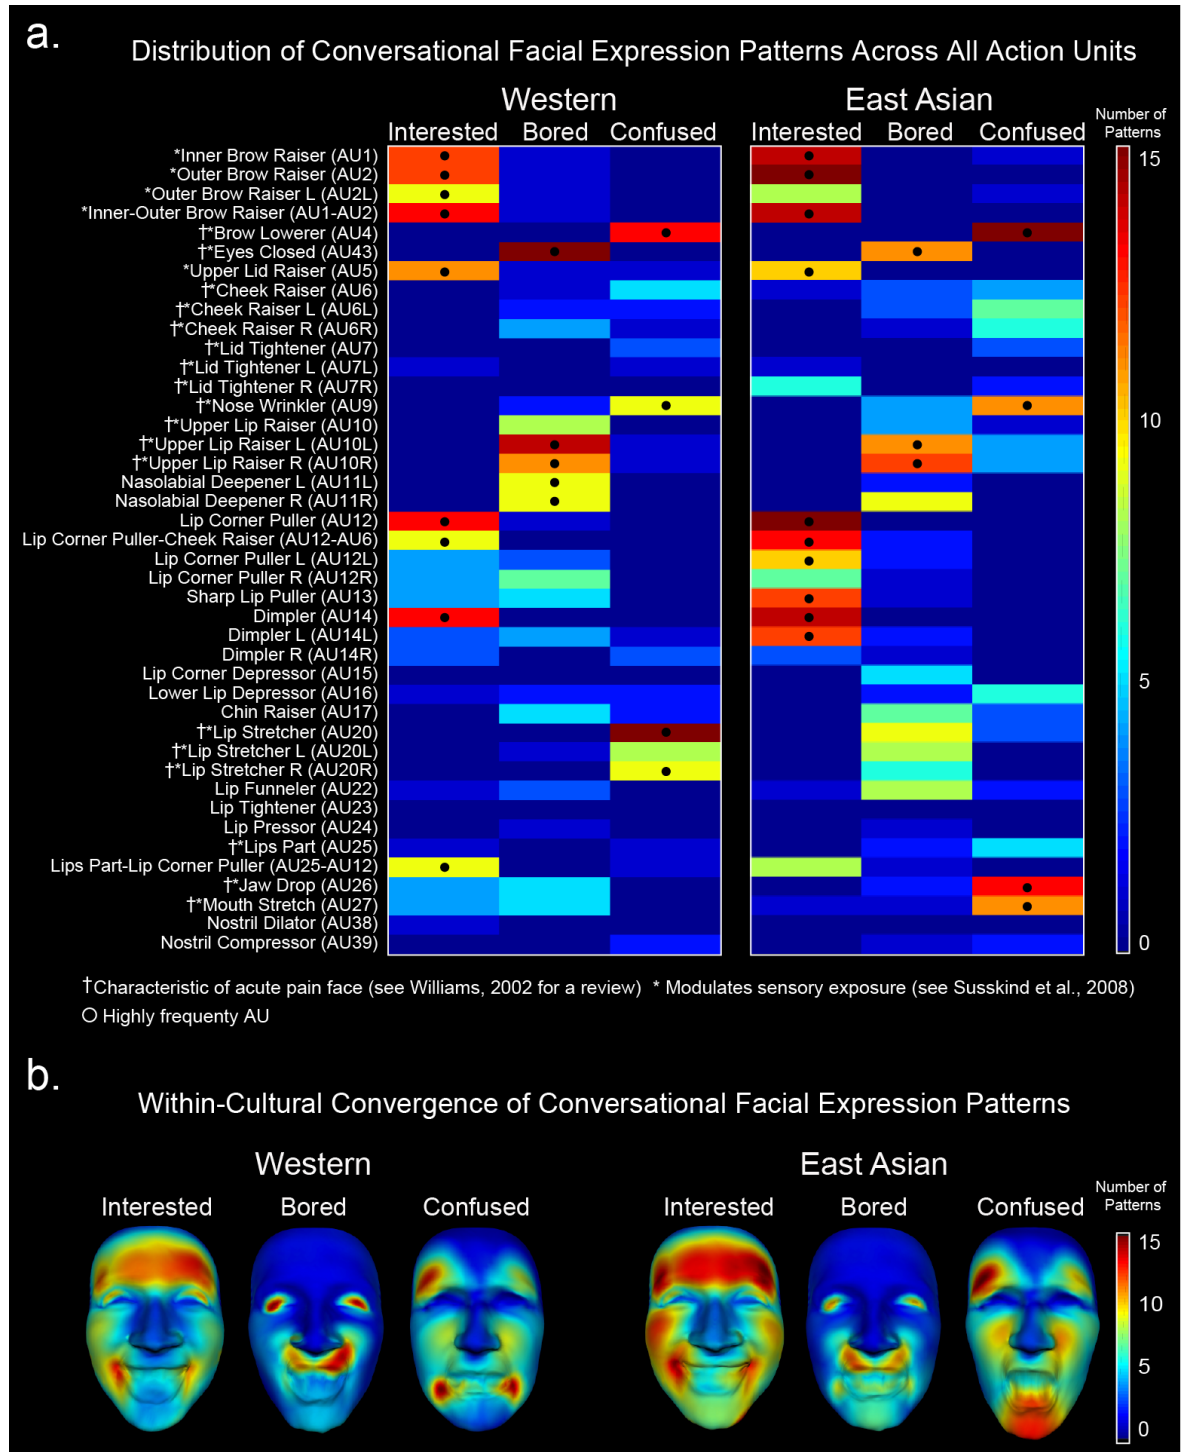 a.
Distribution of Conversational Facial Expression Patterns Across All Action Units
Western
East Asian
Number of
Patterns
Interested Bored Confused
Interested Bored Confused
*Inner Brow Raiser (AU1)
*Outer Brow Raiser (AU2)
*Outer Brow Raiser L (AU2L)
*Inner-Outer Brow Raiser (AU1-AU2)
†*Brow Lowerer (AU4)
†*Eyes Closed (AU43)
*Upper Lid Raiser (AU5)
†*Cheek Raiser (AU6)
†*Cheek Raiser L (AU6L)
†*Cheek Raiser R (AU6R)
†*Lid Tightener (AU7)
†*Lid Tightener L (AU7L)
†*Lid Tightener R (AU7R)
†*Nose Wrinkler (AU9)
†*Upper Lip Raiser (AU10)
†*Upper Lip Raiser L (AU10L)
†*Upper Lip Raiser R (AU10R)
Nasolabial Deepener L (AU11L)
Nasolabial Deepener R (AU11R)
Lip Corner Puller (AU12)
Lip Corner Puller-Cheek Raiser (AU12-AU6)
Lip Corner Puller L (AU12L)
Lip Corner Puller R (AU12R)
Sharp Lip Puller (AU13)
Dimpler (AU14)
Dimpler L (AU14L)
Dimpler R (AU14R)
Lip Corner Depressor (AU15)
Lower Lip Depressor (AU16)
Chin Raiser (AU17)
†*Lip Stretcher (AU20)
†*Lip Stretcher L (AU20L)
†*Lip Stretcher R (AU20R)
Lip Funneler (AU22)
Lip Tightener (AU23)
Lip Pressor (AU24)
†*Lips Part (AU25)
Lips Part-Lip Corner Puller (AU25-AU12)
†*Jaw Drop (AU26)
†*Mouth Stretch (AU27)
Nostril Dilator (AU38)
Nostril Compressor (AU39)
15
10
5
0
†Characteristic of acute pain face (see Williams, 2002 for a review) * Modulates sensory exposure (see Susskind et al., 2008)
O Highly frequenty AU
b.
Within-Cultural Convergence of Conversational Facial Expression Patterns
Western
East Asian
Number of
Patterns
Interested Bored Confused
Interested Bored Confused
15
10
5
0